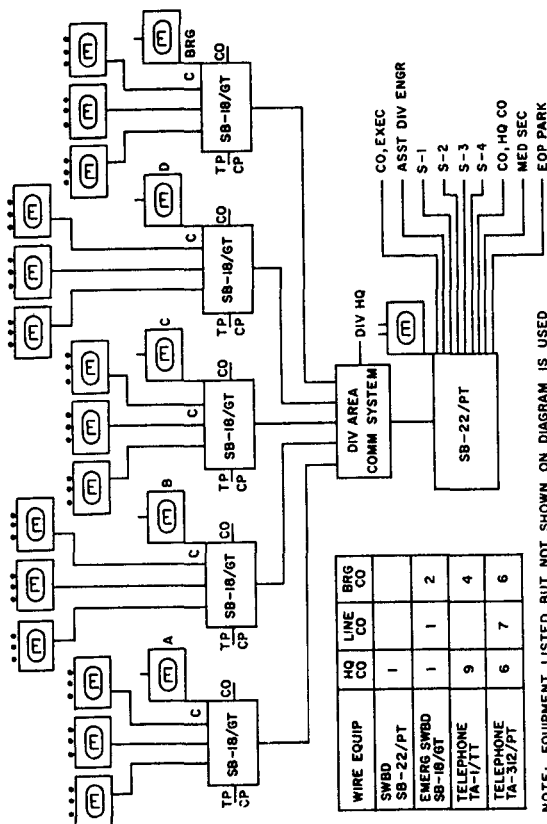 E E E
E E E
E E E
E E E
E E E
E A
E B
E C
E D
E BRG
C
C
C
C
C
TP
CP
SB-18/GT
CO
TP
CP
SB-18/GT
CO
TP
CP
SB-18/GT
CO
TP
CP
SB-18/GT
CO
TP
CP
SB-18/GT
CO
DIV AREA
COMM SYSTEM
DIV HQ
E
SB-22/PT
CO, EXEC
ASST DIV ENGR
S-1
S-2
S-3
S-4
CO, HQ CO
MED SEC
EQP PARK
WIRE EQUIP HQ CO LINE CO BRG CO
SWBD SB-22/PT 1
EMERG SWBD SB-18/GT 1 1 2
TELEPHONE TA-1/TT 9 4
TELEPHONE TA-312/PT 6 7 6
NOTE: EQUIPMENT LISTED BUT NOT SHOWN ON DIAGRAM IS USED